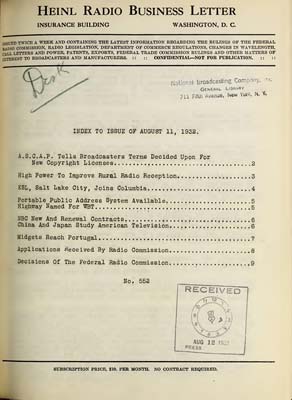 HEINL RADIO BUSINESS LETTER
INSURANCE BUILDING WASHINGTON, D. C.
ISSUED TWICE A WEEK AND CONTAINING THE LATEST INFORMATION REGARDING THE RULINGS OF THE FEDERAL
RADIO COMMISSION, RADIO LEGISLATION, DEPARTMENT OF COMMERCE REGULATIONS, CHANGES IN WAVELENGTH,
CALL LETTERS AND POWER, PATENTS, EXPORTS, FEDERAL TRADE COMMISSION RULINGS AND OTHER MATTERS OF
INTEREST TO BROADCASTERS AND MANUFACTURERS. :: :: CONFIDENTIAL—NOT FOR PUBLICATION. :: ::
Desk
National Broadcasting Company,
GENERAL LIBRARY
711 Fifth Avenue, New York, N. Y.
INDEX TO ISSUE OF AUGUST 11, 1932.
A.S.C.A.P. Tells Broadcasters Terms Decided Upon For
New Copyright Licenses....2
High Power To Improve Rural Radio Reception....3
KSL, Salt Lake City, Joins Columbia....4
Portable Public Address System Available....5
Highway Named For WBT....5
NBC New And Renewal Contracts....6
China And Japan Study American Television....6
Midgets Reach Portugal....7
Applications Received By Radio Commission....8
Decisions Of The Federal Radio Commission....9
No. 552
RECEIVED
AUG 12 1932
PRESS
SUBSCRIPTION PRICE, $10. PER MONTH. NO CONTRACT REQUIRED.